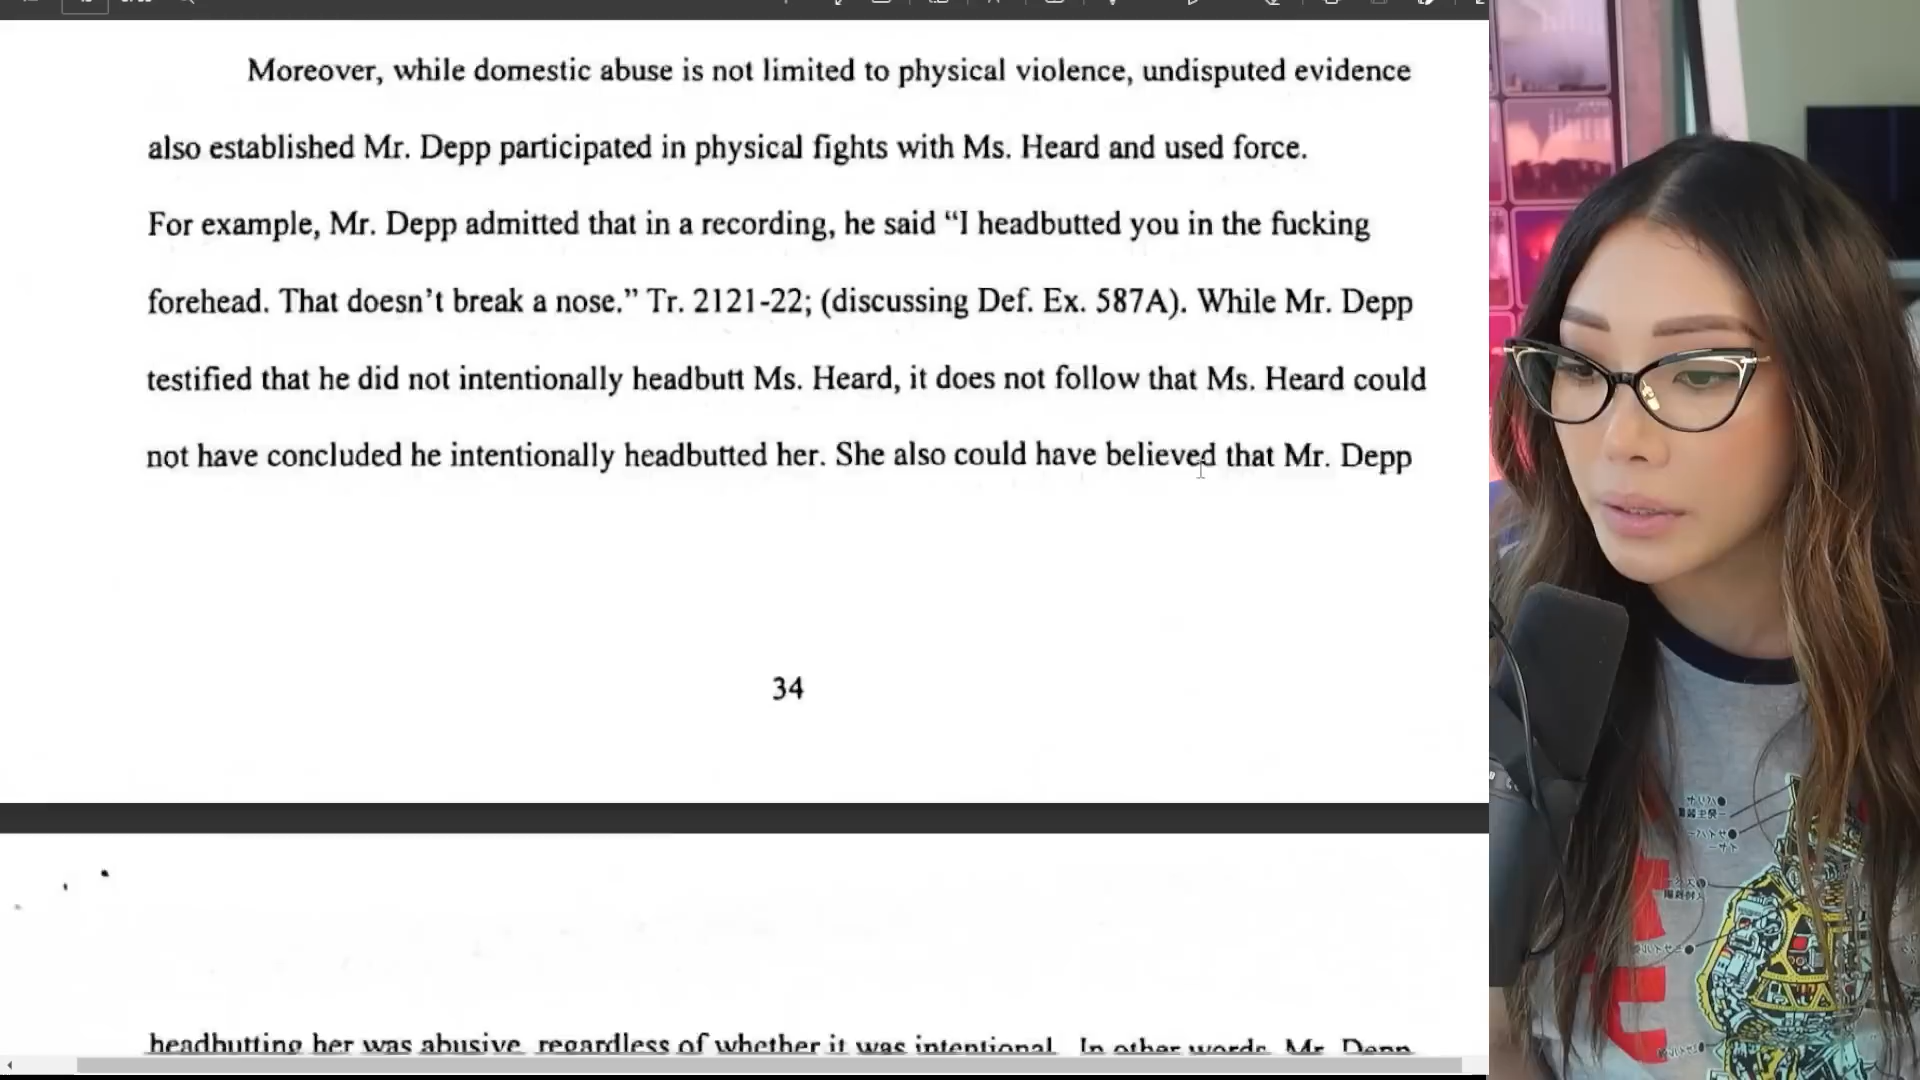 Moreover, while domestic abuse is not limited to physical violence, undisputed evidence
also established Mr. Depp participated in physical fights with Ms. Heard and used force.
For example, Mr. Depp admitted that in a recording, he said “I headbutted you in the fucking
forehead. That doesn’t break a nose.” Tr. 2121-22; (discussing Def. Ex. 587A). While Mr. Depp
testified that he did not intentionally headbutt Ms. Heard, it does not follow that Ms. Heard could
not have concluded he intentionally headbutted her. She also could have believed that Mr. Depp
34
headbutting her was abusive, regardless of whether it was intentional. In other words, Mr. Depp